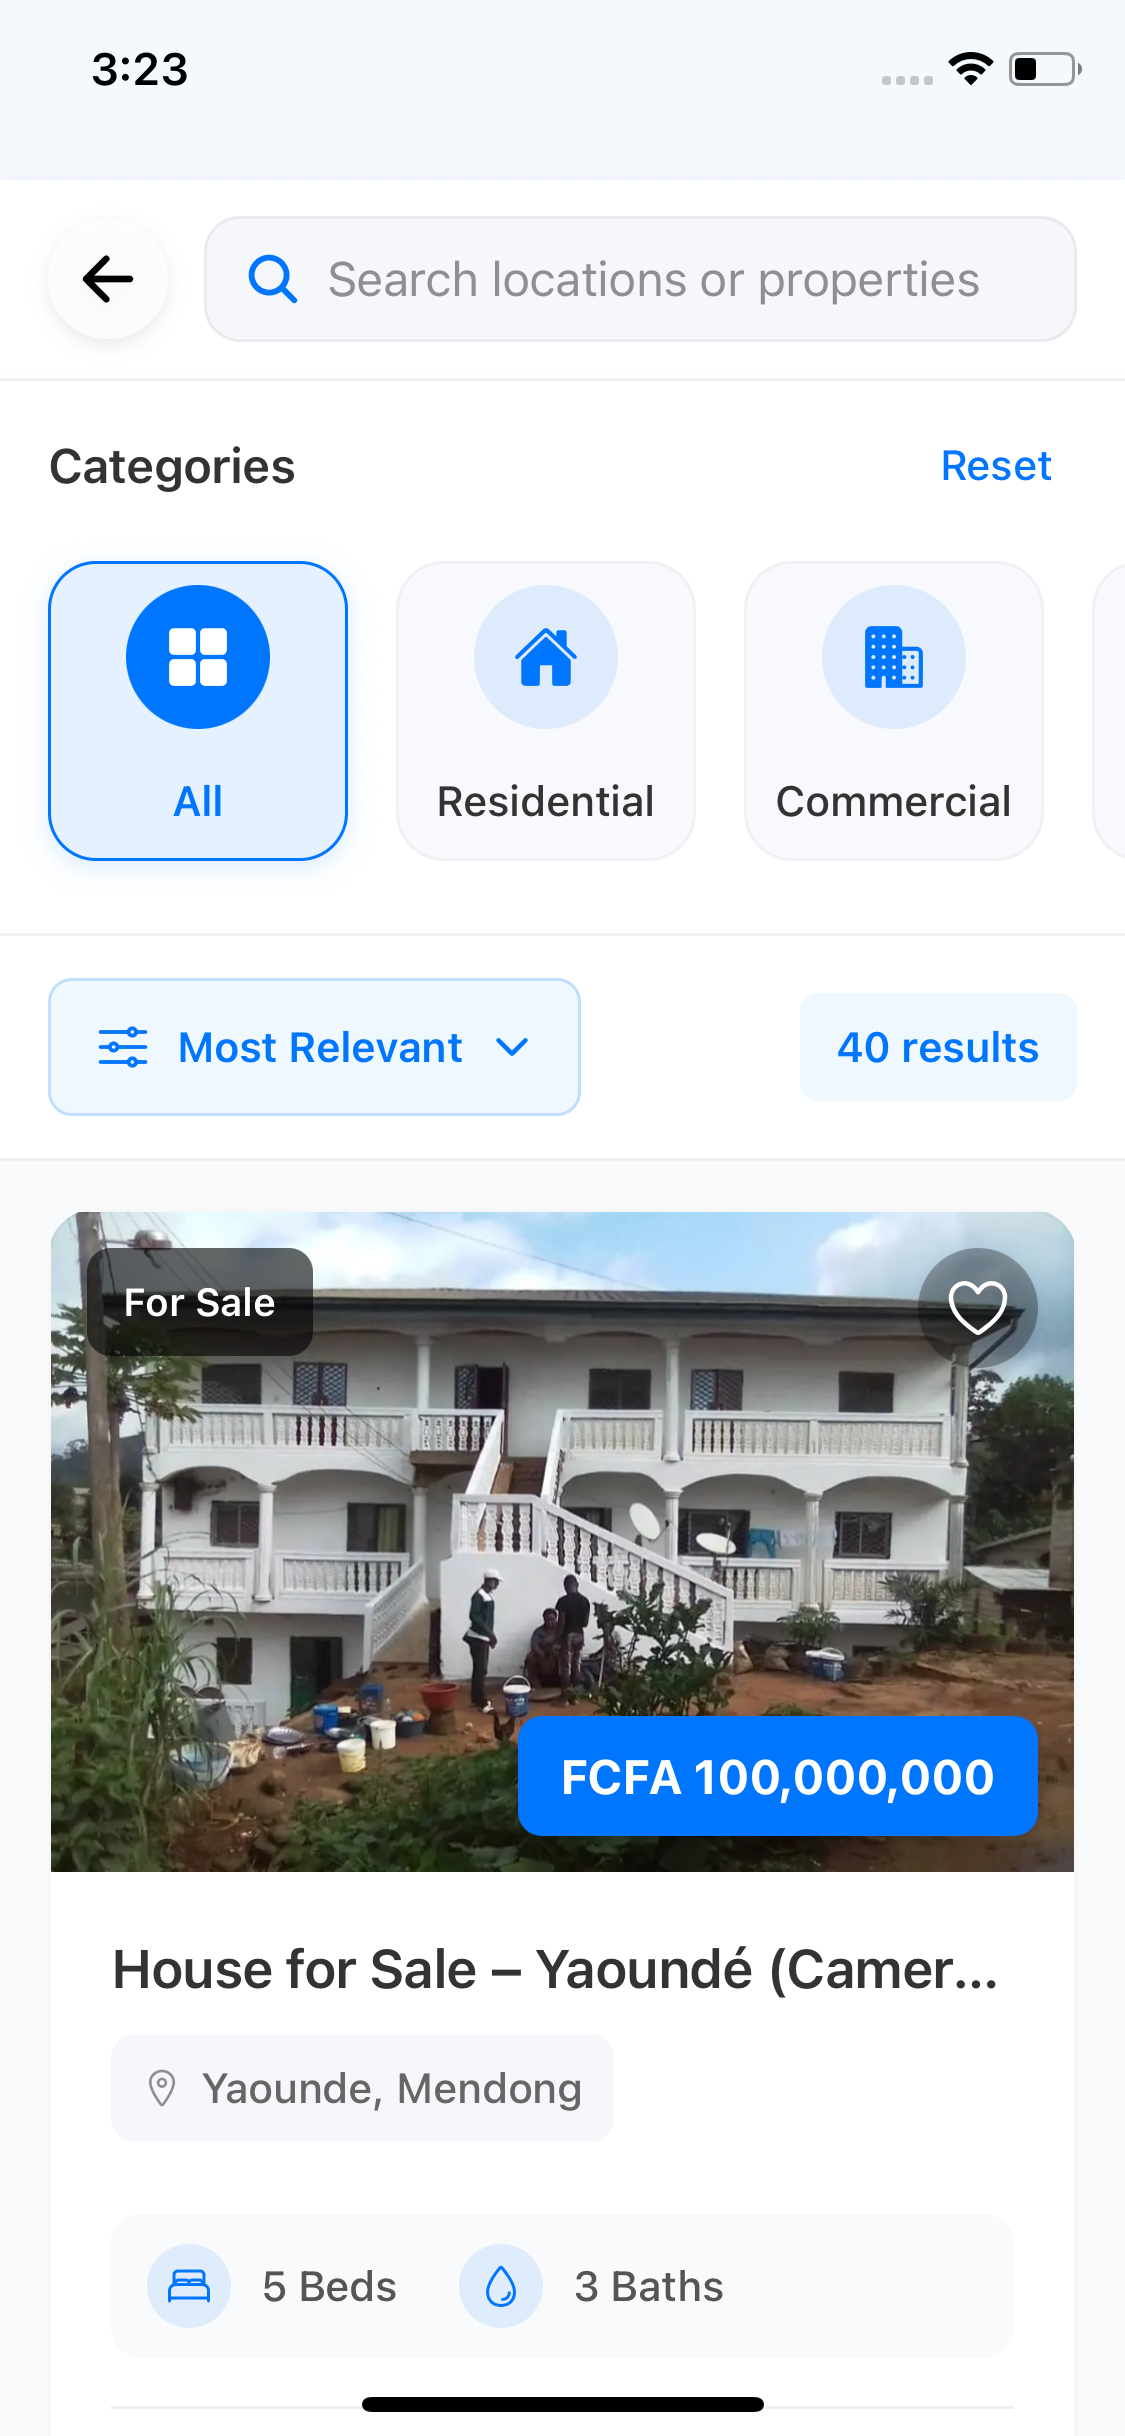 3:23
Search locations or properties
Categories
Reset
All
Residential
Commercial
Most Relevant
40 results
For Sale
FCFA 100,000,000
House for Sale – Yaoundé (Camer...
Yaounde, Mendong
5 Beds
3 Baths